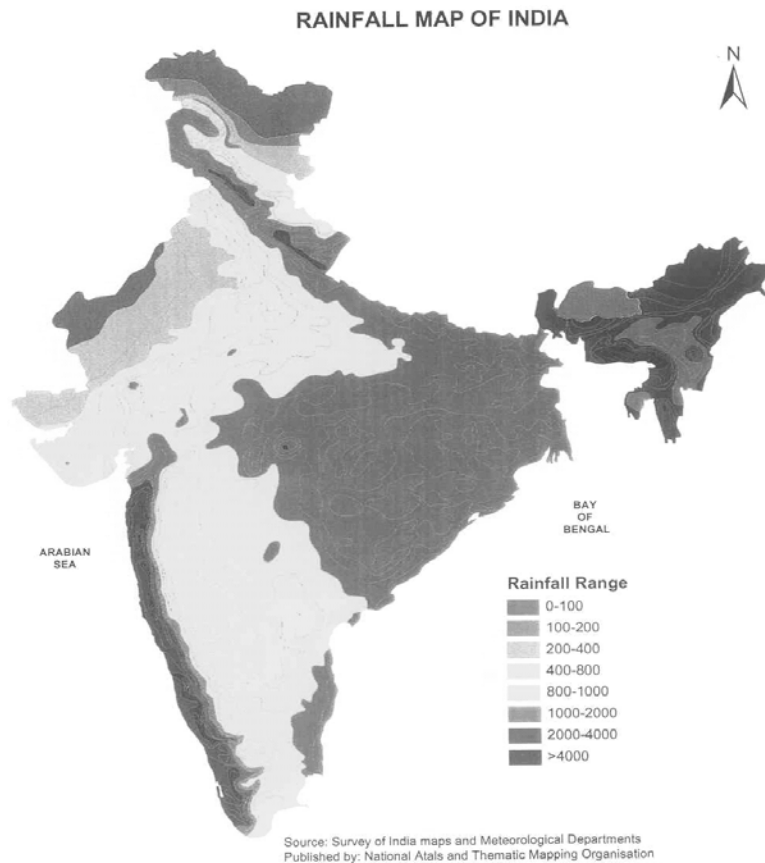 RAINFALL MAP OF INDIA
N
BAY
OF
BENGAL
ARABIAN
SEA
Rainfall Range
0-100
100-200
200-400
400-800
800-1000
1000-2000
2000-4000
>4000
Source: Survey of India maps and Meteorological Departments
Published by: National Atals and Thematic Mapping Organisation